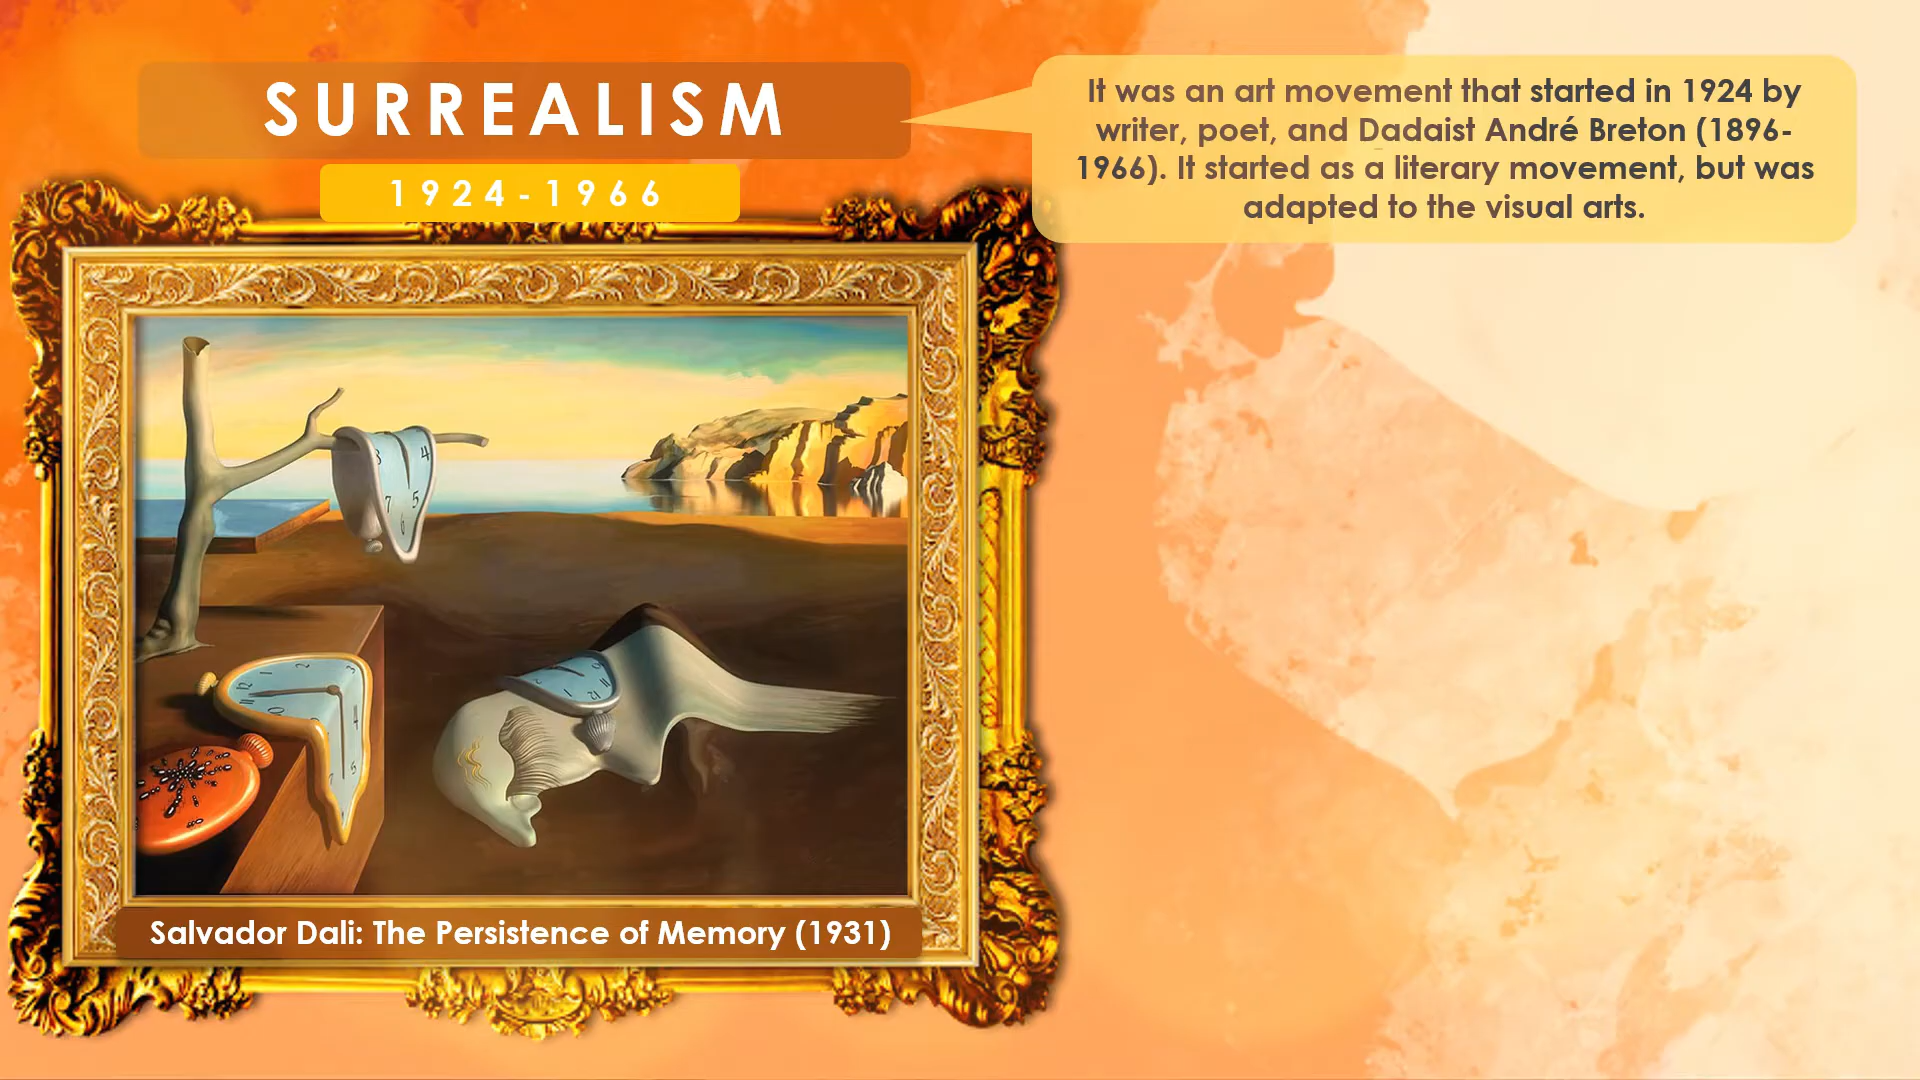 SURREALISM
1924-1966
It was an art movement that started in 1924 by
writer, poet, and Dadaist André Breton (1896-
1966). It started as a literary movement, but was
adapted to the visual arts.
Salvador Dali: The Persistence of Memory (1931)